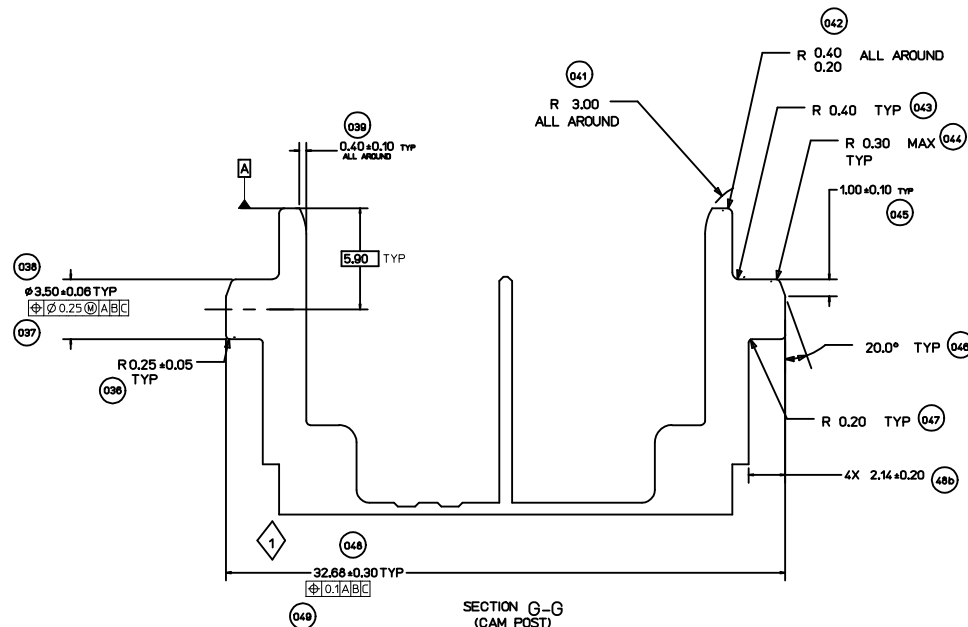 042
R 0.40 ALL AROUND
0.20
041
R 3.00
ALL AROUND
R 0.40 TYP 043
R 0.30 MAX 044
TYP
039
0.40±0.10 TYP
ALL AROUND
A
1.00±0.10 TYP
045
5.90 TYP
038
⌀3.50±0.06 TYP
⌖ ⌀ 0.25 Ⓜ A B C
037
R 0.25±0.05
TYP
036
20.0° TYP 046
R 0.20 TYP 047
4X 2.14±0.20 48b
1
048
32.68±0.30 TYP
⌖ 0.1 A B C
049
SECTION G-G
(CAM POST)